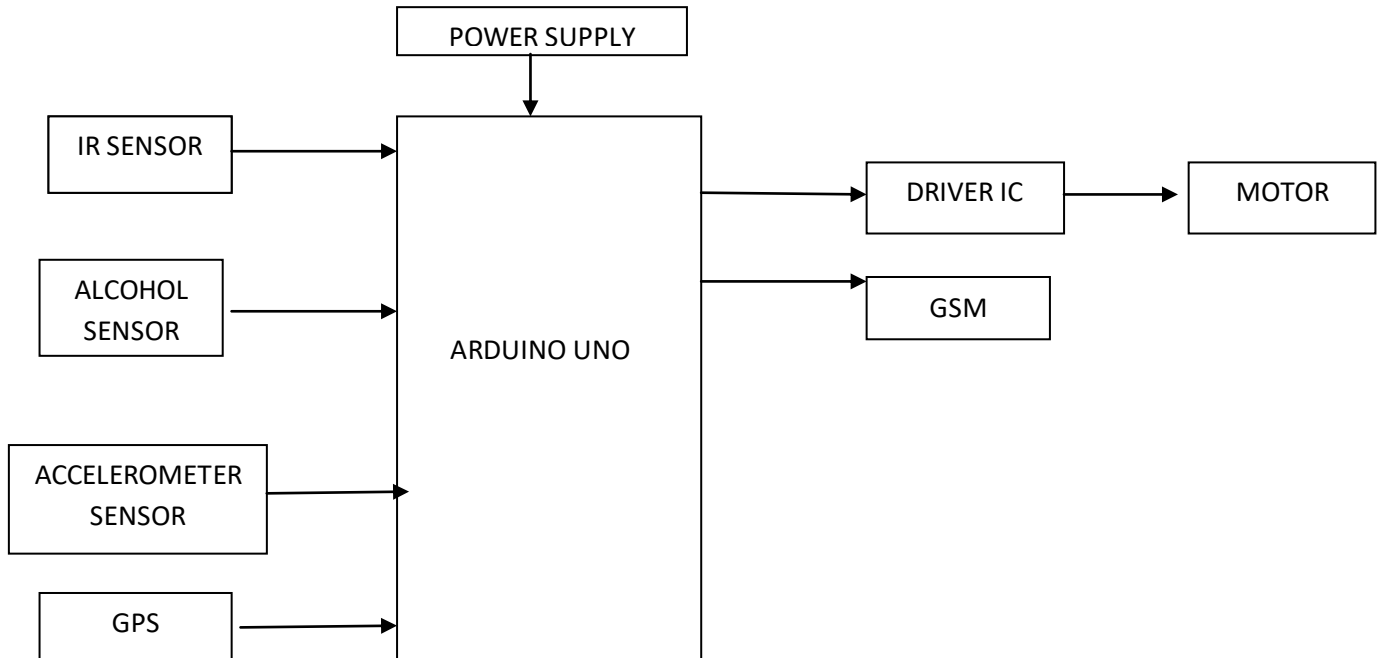 POWER SUPPLY
IR SENSOR
DRIVER IC
MOTOR
ALCOHOL
SENSOR
GSM
ARDUINO UNO
ACCELEROMETER
SENSOR
GPS